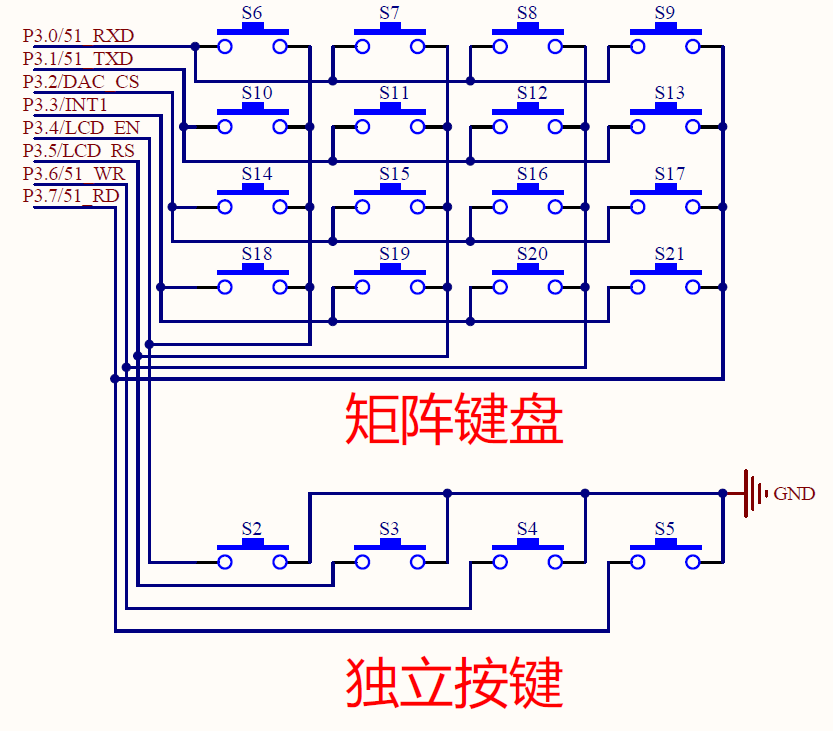 S6 S7 S8 S9
P3.0/51_RXD
P3.1/51_TXD
P3.2/DAC_CS
S10 S11 S12 S13
P3.3/INT1
P3.4/LCD_EN
P3.5/LCD_RS
P3.6/51_WR
S14 S15 S16 S17
P3.7/51_RD
S18 S19 S20 S21
矩阵键盘
GND
S2 S3 S4 S5
独立按键